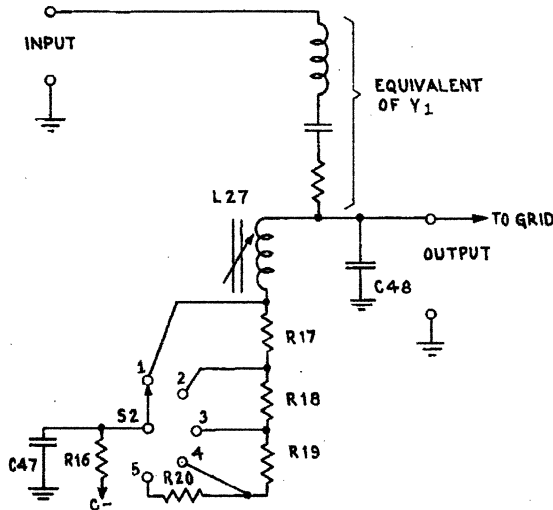 INPUT
EQUIVALENT
OF Y1
L27
TO GRID
OUTPUT
C48
R17
1
2
R18
S2
3
R19
C47
R16
4
5
R20
C-